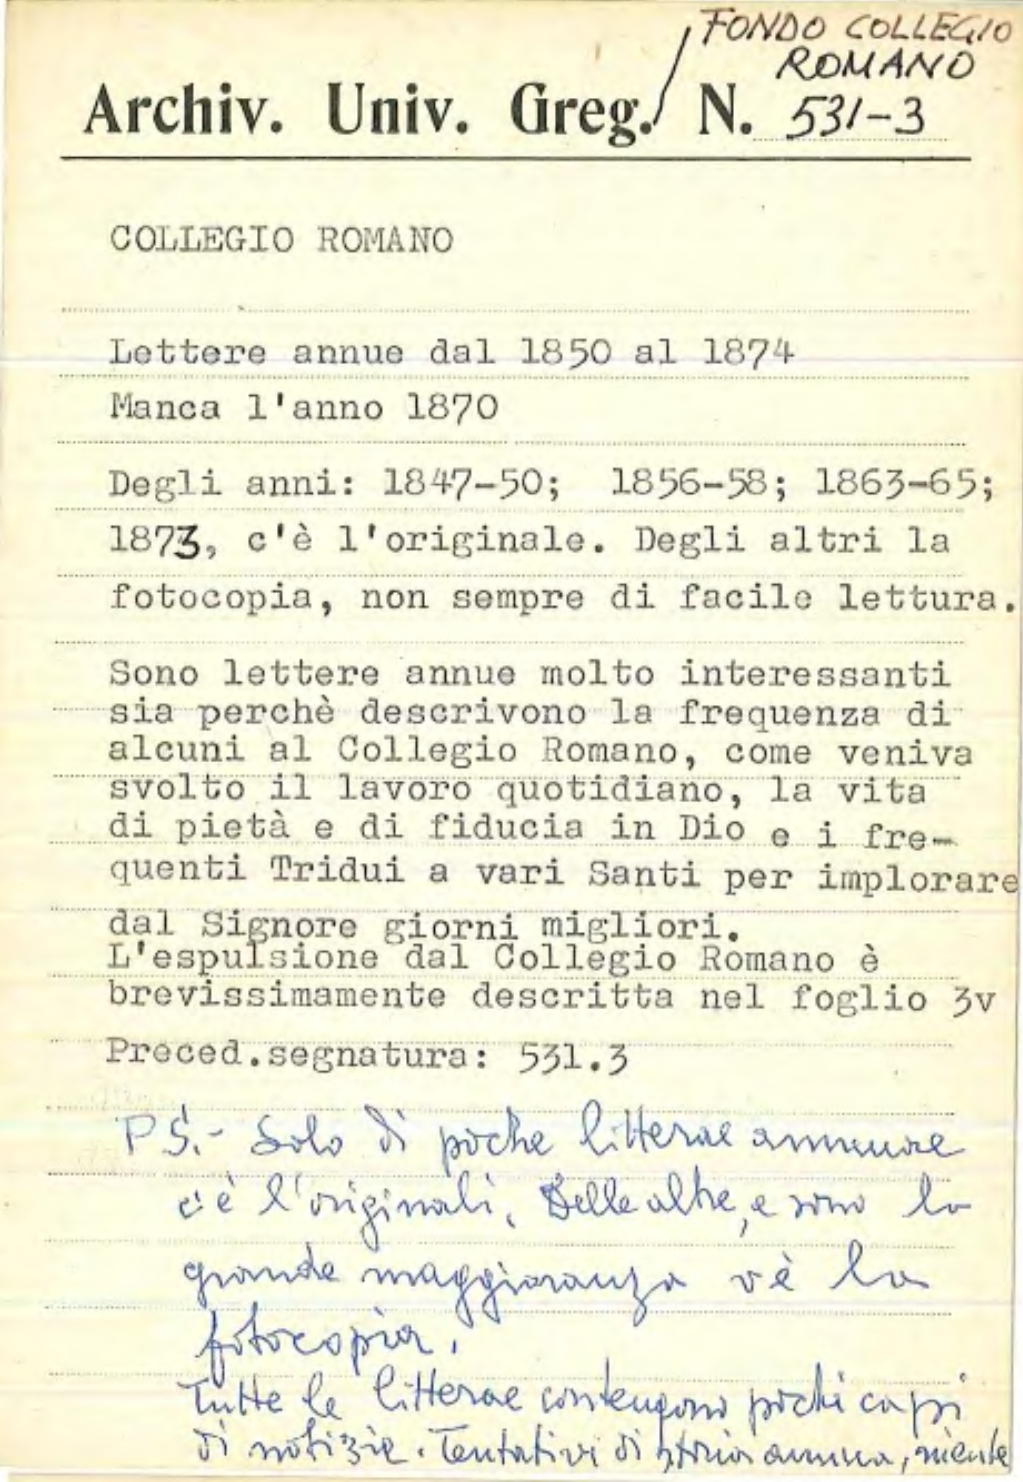 FONDO COLLEGIO
ROMANO
Archiv. Univ. Greg. / N. 531-3
COLLEGIO ROMANO
Lettere annue dal 1850 al 1874
Manca l'anno 1870
Degli anni: 1847-50; 1856-58; 1863-65;
1873, c'è l'originale. Degli altri la
fotocopia, non sempre di facile lettura.
Sono lettere annue molto interessanti
sia perchè descrivono la frequenza di
alcuni al Collegio Romano, come veniva
svolto il lavoro quotidiano, la vita
di pietà e di fiducia in Dio e i fre-
quenti Tridui a vari Santi per implorare
dal Signore giorni migliori.
L'espulsione dal Collegio Romano è
brevissimamente descritta nel foglio 3v
Preced.segnatura: 531.3
PS.- Solo di poche litterae annuae
c'è l'originali. Delle altre, e sono la
grande maggioranza v'è la
fotocopia.
Tutte le litterae contengono pochi capi
di notizie. Tentativi di storia annua, niente